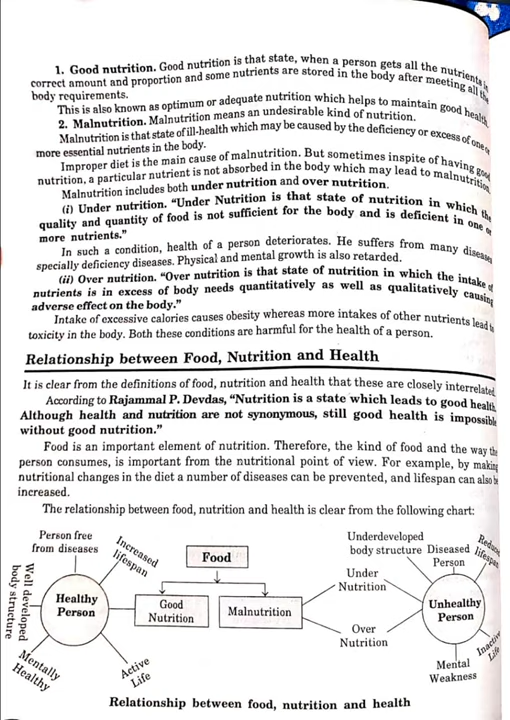 1. Good nutrition. Good nutrition is that state, when a person gets all the nutrients in
correct amount and proportion and some nutrients are stored in the body after meeting all the
body requirements.
This is also known as optimum or adequate nutrition which helps to maintain good health.
2. Malnutrition. Malnutrition means an undesirable kind of nutrition.
Malnutrition is that state of ill-health which may be caused by the deficiency or excess of one or
more essential nutrients in the body.
Improper diet is the main cause of malnutrition. But sometimes inspite of having good
nutrition, a particular nutrient is not absorbed in the body which may lead to malnutrition.
Malnutrition includes both under nutrition and over nutrition.
(i) Under nutrition. “Under Nutrition is that state of nutrition in which the
quality and quantity of food is not sufficient for the body and is deficient in one or
more nutrients.”
In such a condition, health of a person deteriorates. He suffers from many diseases
specially deficiency diseases. Physical and mental growth is also retarded.
(ii) Over nutrition. “Over nutrition is that state of nutrition in which the intake of
nutrients is in excess of body needs quantitatively as well as qualitatively causing
adverse effect on the body.”
Intake of excessive calories causes obesity whereas more intakes of other nutrients lead to
toxicity in the body. Both these conditions are harmful for the health of a person.
Relationship between Food, Nutrition and Health
It is clear from the definitions of food, nutrition and health that these are closely interrelated.
According to Rajammal P. Devdas, “Nutrition is a state which leads to good health.
Although health and nutrition are not synonymous, still good health is impossible
without good nutrition.”
Food is an important element of nutrition. Therefore, the kind of food and the way the
person consumes, is important from the nutritional point of view. For example, by making
nutritional changes in the diet a number of diseases can be prevented, and lifespan can also be
increased.
The relationship between food, nutrition and health is clear from the following chart:
Person free
from diseases
Increased
lifespan
Well developed
body structure
Healthy
Person
Mentally
Healthy
Active
Life
Food
Good
Nutrition
Malnutrition
Under
Nutrition
Over
Nutrition
Underdeveloped
body structure
Diseased
Person
Reduced
lifespan
Unhealthy
Person
Inactive
Life
Mental
Weakness
Relationship between food, nutrition and health